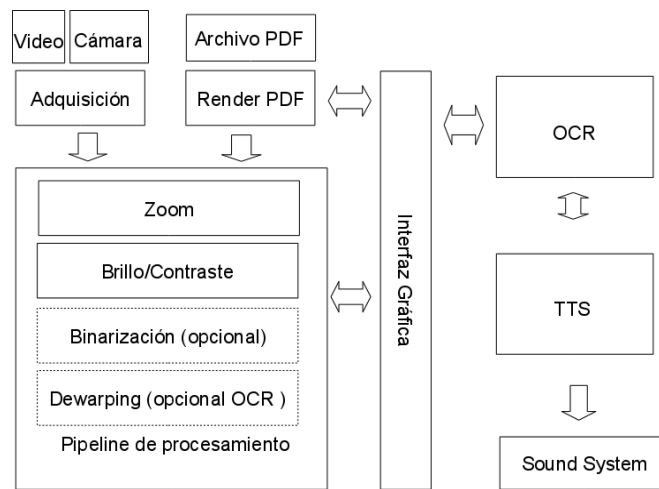 Video
Cámara
Archivo PDF
Adquisición
Render PDF
OCR
Zoom
Brillo/Contraste
Interfaz Gráfica
Binarización (opcional)
TTS
Dewarping (opcional OCR )
Pipeline de procesamiento
Sound System